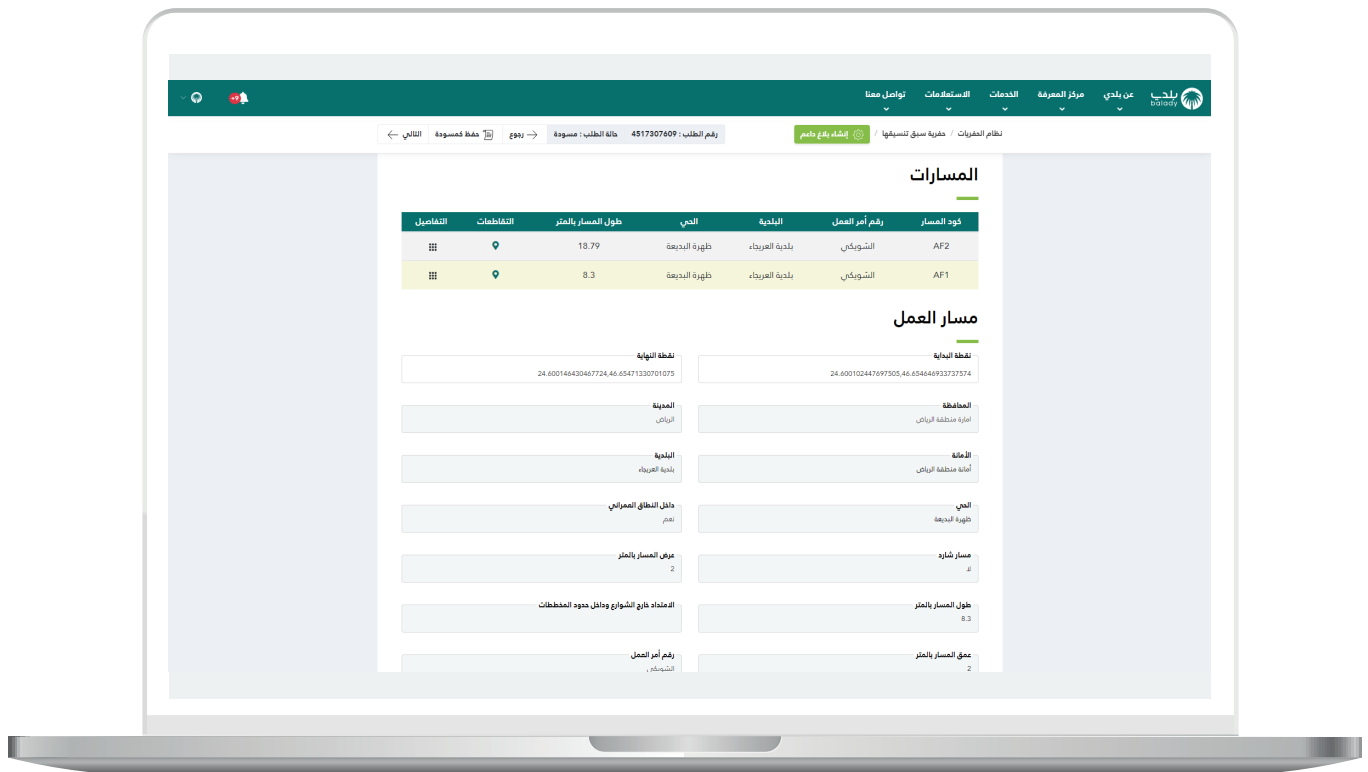 بلدي balady عن بلدي مركز المعرفة الخدمات الاستعلامات تواصل معنا +9
نظام الحفريات / حفرية سبق تنسيقها / إنشاء بلاغ داعم رقم الطلب : 4517307609 حالة الطلب : مسودة رجوع حفظ كمسودة التالي
المسارات
كود المسار رقم أمر العمل البلدية الحي طول المسار بالمتر التقاطعات التفاصيل
AF2 الشويكي بلدية العريجاء ظهرة البديعة 18.79
AF1 الشويكي بلدية العريجاء ظهرة البديعة 8.3
مسار العمل
نقطة البداية نقطة النهاية
24.600102447697505,46.654646933737574 24.600146430467724,46.65471330701075
المحافظة المدينة
امارة منطقة الرياض الرياض
الأمانة البلدية
أمانة منطقة الرياض بلدية العريجاء
الحي داخل النطاق العمراني
ظهرة البديعة نعم
مسار شارد عرض المسار بالمتر
لا 2
طول المسار بالمتر الامتداد خارج الشوارع وداخل حدود المخططات
8.3
عمق المسار بالمتر رقم أمر العمل
2 الشويكي